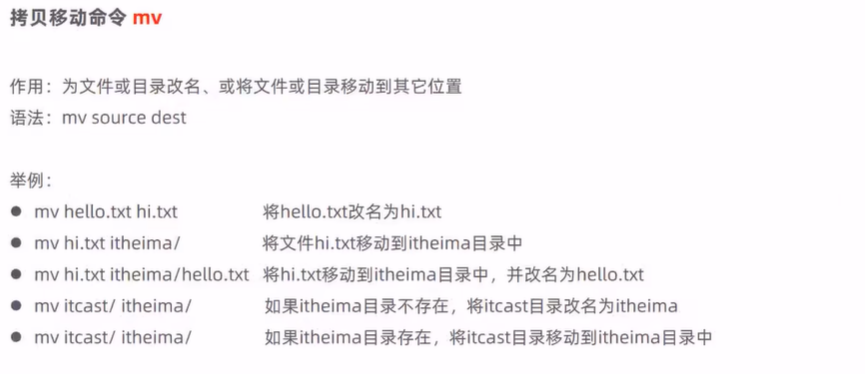 拷贝移动命令 mv
作用：为文件或目录改名、或将文件或目录移动到其它位置
语法：mv source dest
举例：
● mv hello.txt hi.txt 将hello.txt改名为hi.txt
● mv hi.txt itheima/ 将文件hi.txt移动到itheima目录中
● mv hi.txt itheima/hello.txt 将hi.txt移动到itheima目录中，并改名为hello.txt
● mv itcast/ itheima/ 如果itheima目录不存在，将itcast目录改名为itheima
● mv itcast/ itheima/ 如果itheima目录存在，将itcast目录移动到itheima目录中